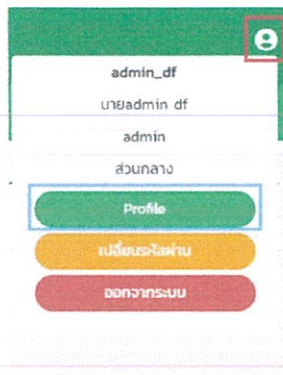 admin_df
นายadmin df
admin
ส่วนกลาง
Profile
เปลี่ยนรหัสผ่าน
ออกจากระบบ